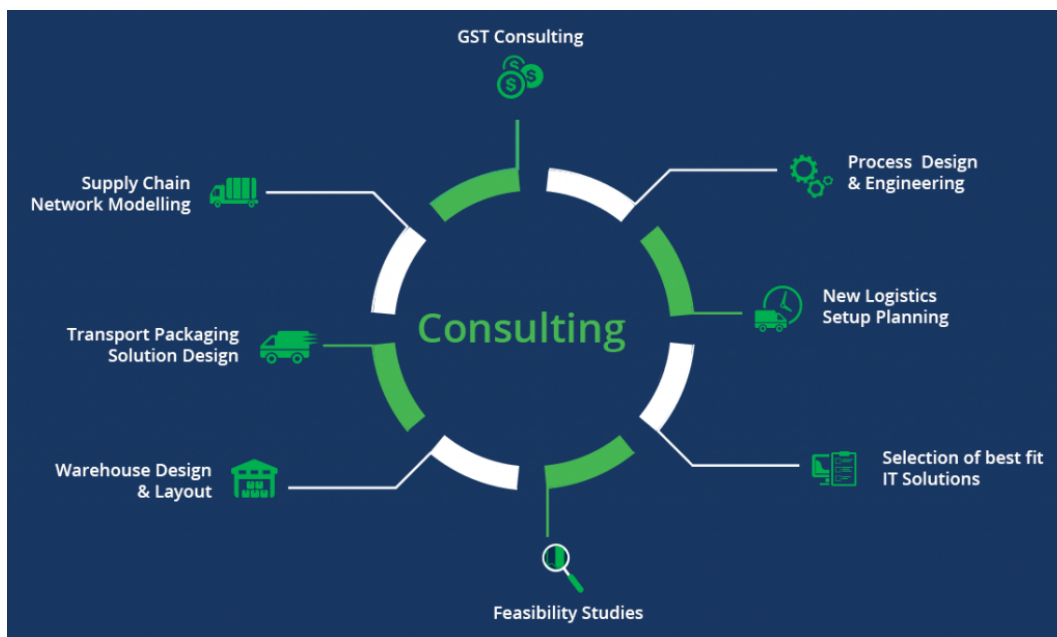 GST Consulting
Process Design
& Engineering
New Logistics
Setup Planning
Selection of best fit
IT Solutions
Feasibility Studies
Warehouse Design
& Layout
Transport Packaging
Solution Design
Supply Chain
Network Modelling
Consulting